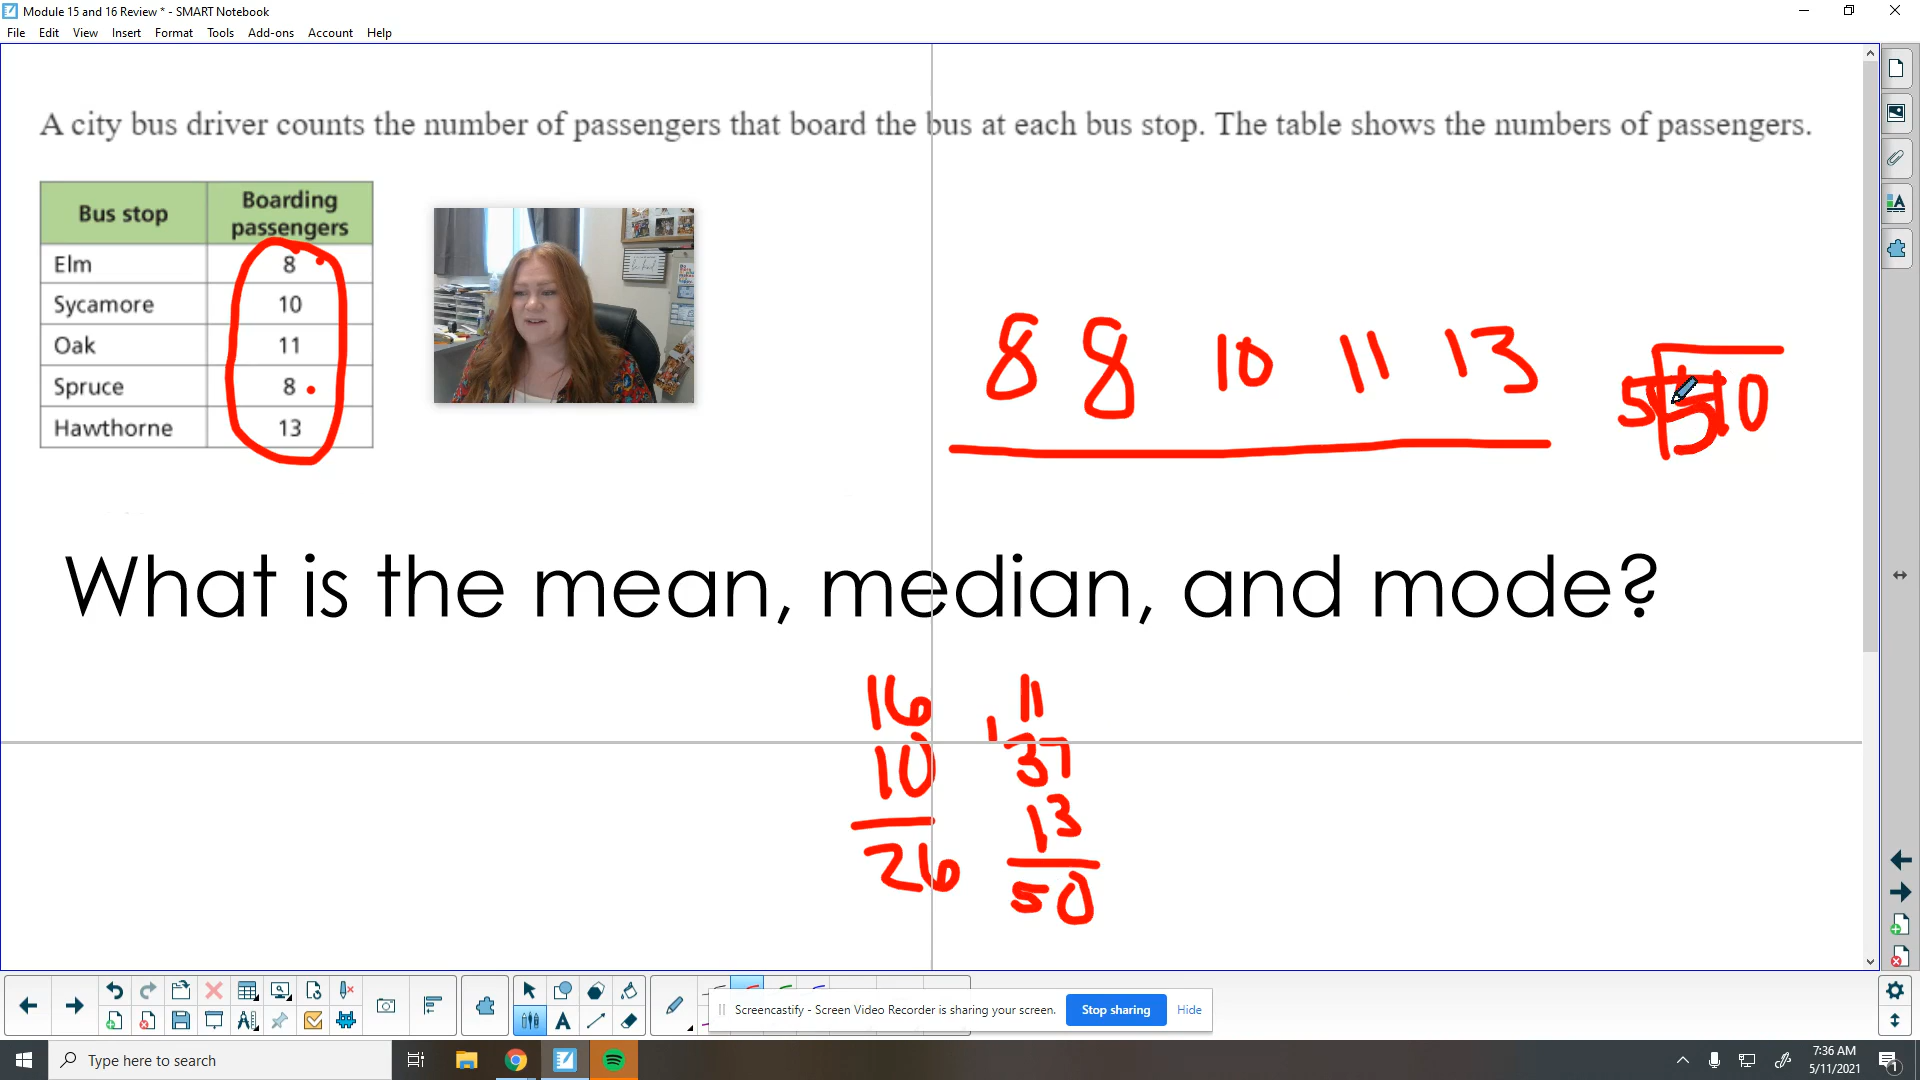 Module 15 and 16 Review * - SMART Notebook
File Edit View Insert Format Tools Add-ons Account Help
A city bus driver counts the number of passengers that board the bus at each bus stop. The table shows the numbers of passengers.
Bus stop Boarding passengers
Elm 8
Sycamore 10
Oak 11
Spruce 8
Hawthorne 13
8 8 10 11 13
What is the mean, median, and mode?
16
10
26
11
1
37
13
50
Screencastify - Screen Video Recorder is sharing your screen. Stop sharing Hide
Type here to search
7:36 AM
5/11/2021